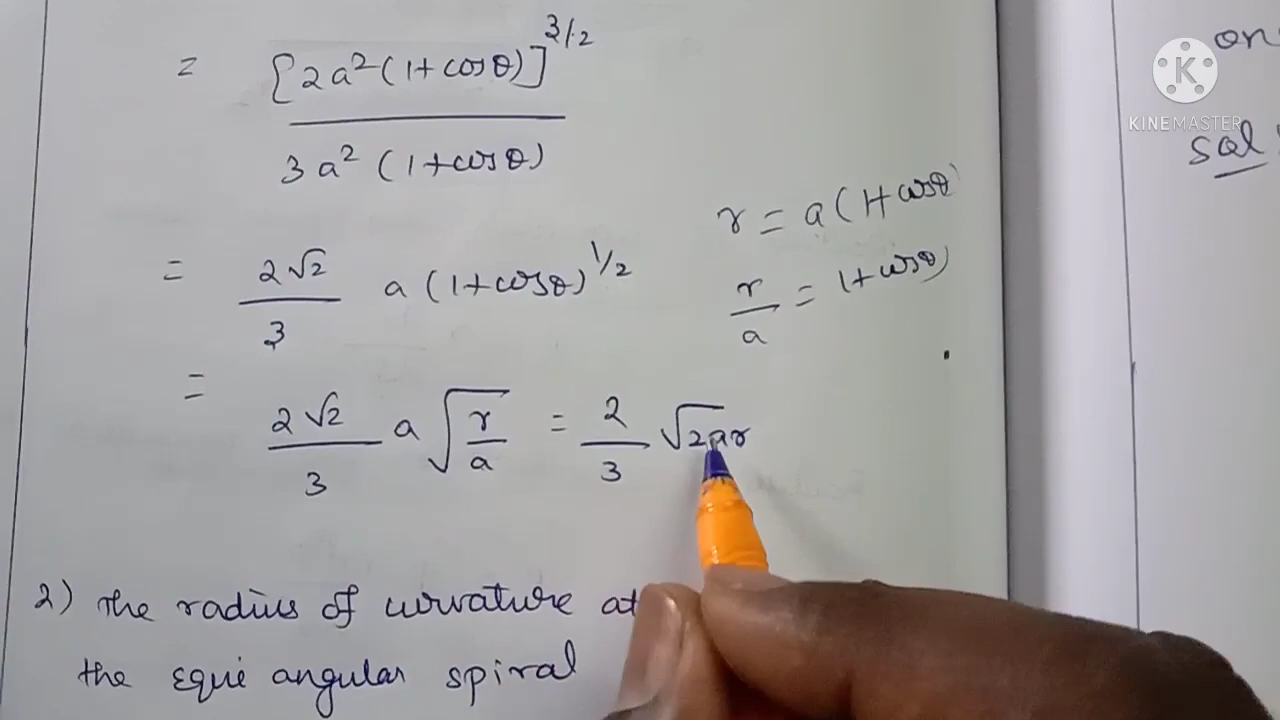 = [2a²(1+cosθ)]^3/2
3a²(1+cosθ)
= 2√2/3 a(1+cosθ)^1/2
r = a(1+cosθ)
r/a = 1+cosθ)
= 2√2/3 a√(r/a) = 2/3 √2ar
2) The radius of curvature at
the equi angular spiral
on
sol:
KINEMASTER